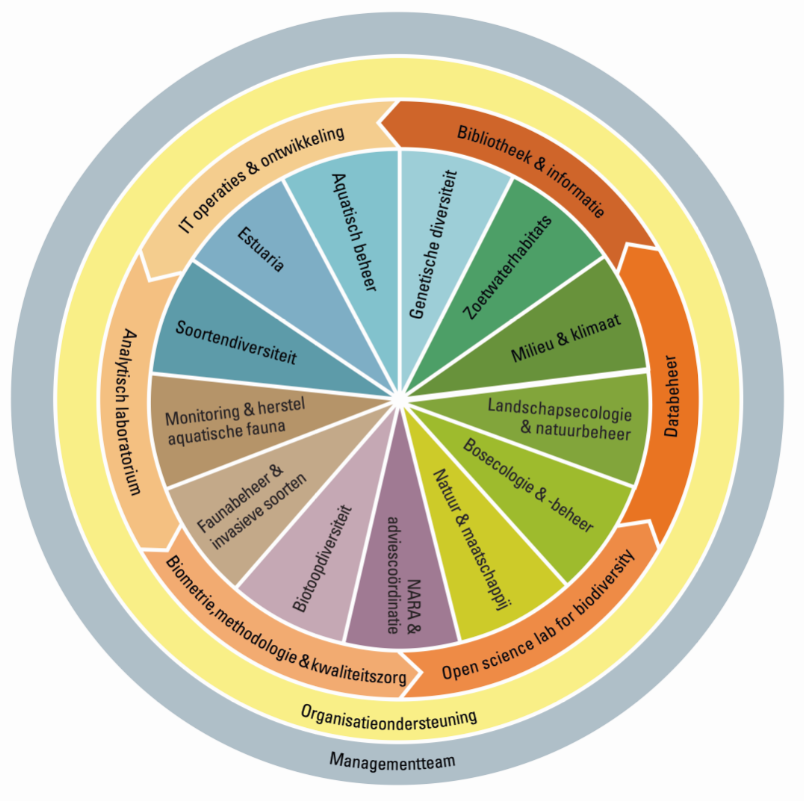 IT operaties & ontwikkeling
Bibliotheek & informatie
Databeheer
Open science lab for biodiversity
Biometrie, methodologie & kwaliteitszorg
Analytisch laboratorium
Aquatisch beheer
Genetische diversiteit
Zoetwaterhabitats
Milieu & klimaat
Landschapsecologie
& natuurbeheer
Bosecologie & -beheer
Natuur & maatschappij
NARA &
adviescoördinatie
Biotoopdiversiteit
Faunabeheer &
invasieve soorten
Monitoring & herstel
aquatische fauna
Soortendiversiteit
Estuaria
Organisatieondersteuning
Managementteam